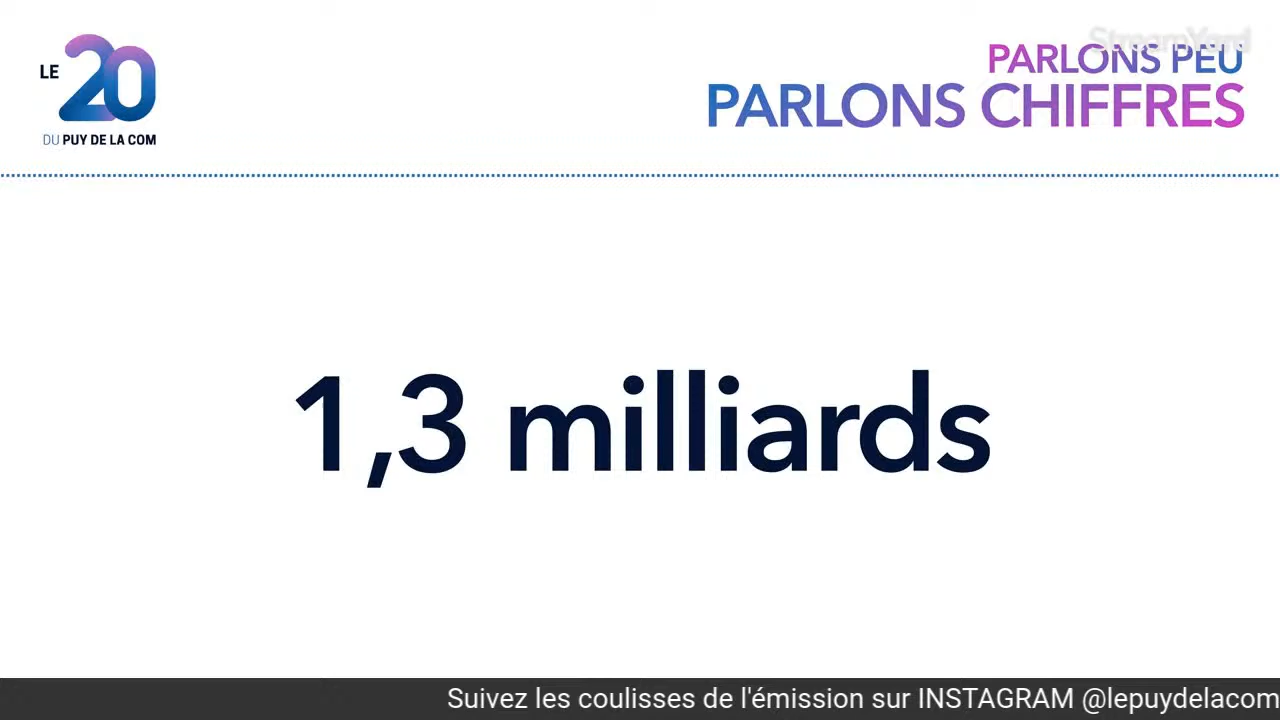 LE 20
DU PUY DE LA COM
StreamYard
PARLONS PEU
PARLONS CHIFFRES
1,3 milliards
Suivez les coulisses de l'émission sur INSTAGRAM @lepuydelacom